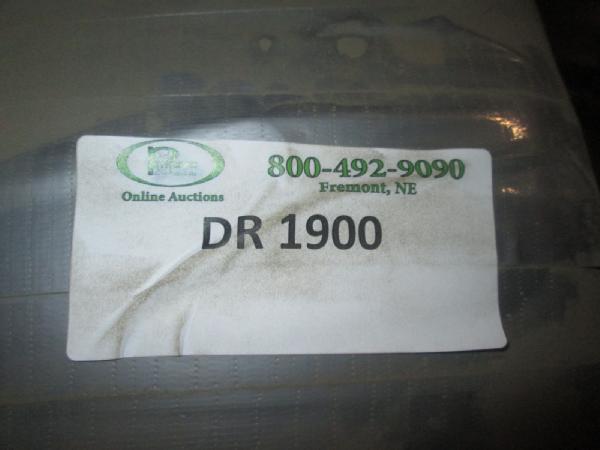 800-492-9090
Fremont, NE
Online Auctions
DR 1900